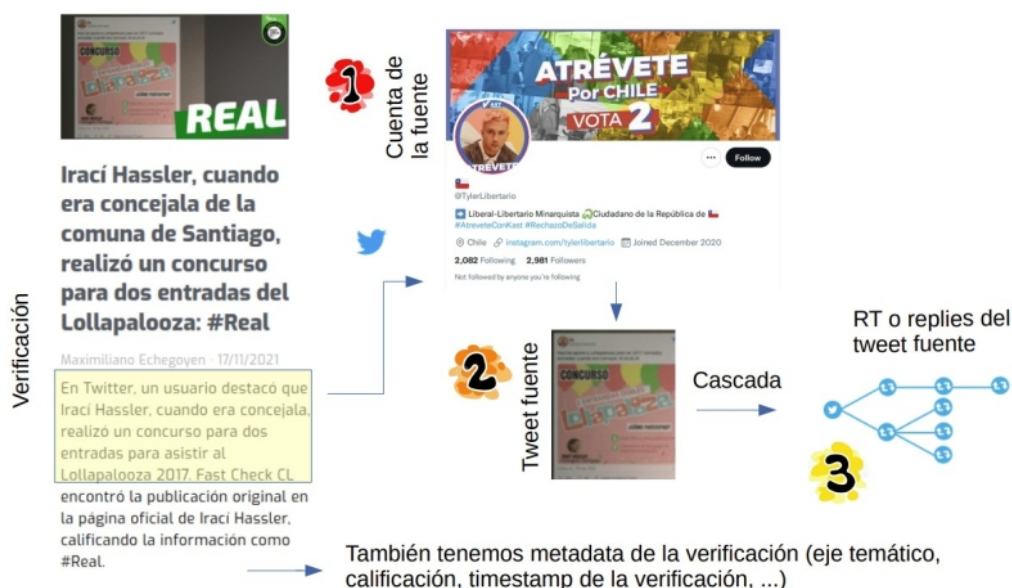 CONCURSO
REAL
Verificación
Iraci Hassler, cuando
era concejala de la
comuna de Santiago,
realizó un concurso
para dos entradas del
Lollapalooza: #Real
Maximiliano Echegoyen - 17/11/2021
En Twitter, un usuario destacó que
Iraci Hassler, cuando era concejala,
realizó un concurso para dos
entradas para asistir al
Lollapalooza 2017. Fast Check CL
encontró la publicación original en
la página oficial de Iraci Hassler,
calificando la información como
#Real.
1
Cuenta de
la fuente
ATRÉVETE
Por CHILE
VOTA 2
ATRÉVETE
Follow
@TylerLibertario
Liberal-Libertario Minarquista Ciudadano de la República de
#AtreveteConKast #RechazoDeSalida
Chile instagram.com/tylerlibertario Joined December 2020
2,082 Following 2,981 Followers
Not followed by anyone you're following
2
Tweet fuente
CONCURSO
Cascada
RT o replies del
tweet fuente
3
También tenemos metadata de la verificación (eje temático,
calificación, timestamp de la verificación, ...)